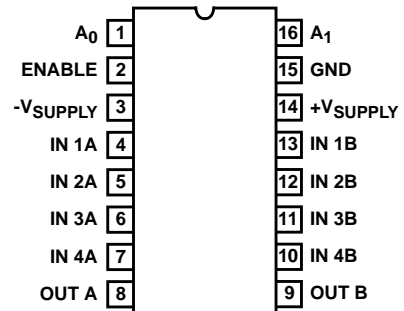 A0 1 16 A1
ENABLE 2 15 GND
-VSUPPLY 3 14 +VSUPPLY
IN 1A 4 13 IN 1B
IN 2A 5 12 IN 2B
IN 3A 6 11 IN 3B
IN 4A 7 10 IN 4B
OUT A 8 9 OUT B